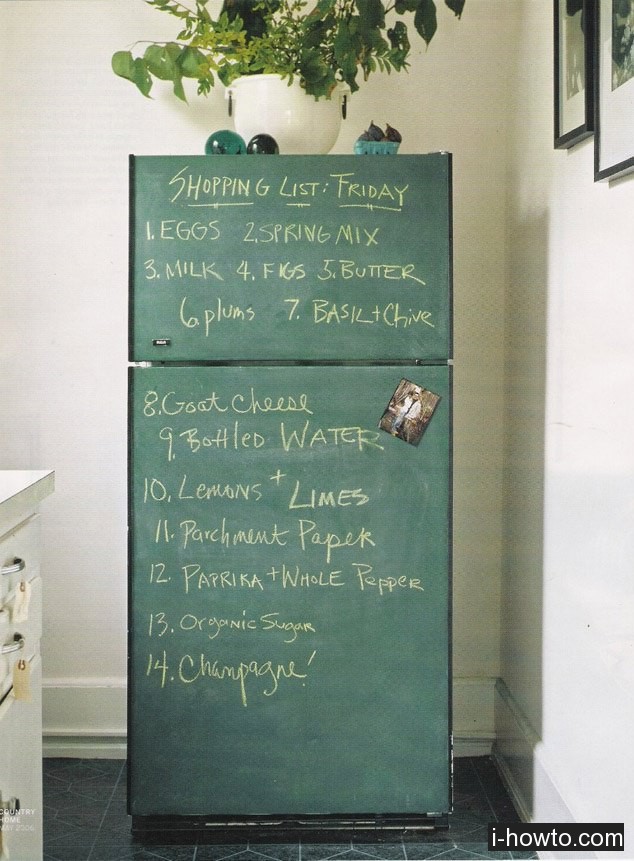 SHOPPING LIST: FRIDAY
1. EGGS 2. SPRING MIX
3. MILK 4. FIGS 5. BUTTER
6. plums 7. BASIL + Chive
8. Goat cheese
9. Bottled WATER
10. Lemons + LIMES
11. Parchment Paper
12. PAPRIKA + WHOLE Pepper
13. Organic Sugar
14. Champagne!
COUNTRY
HOME
MAY 2006
i-howto.com